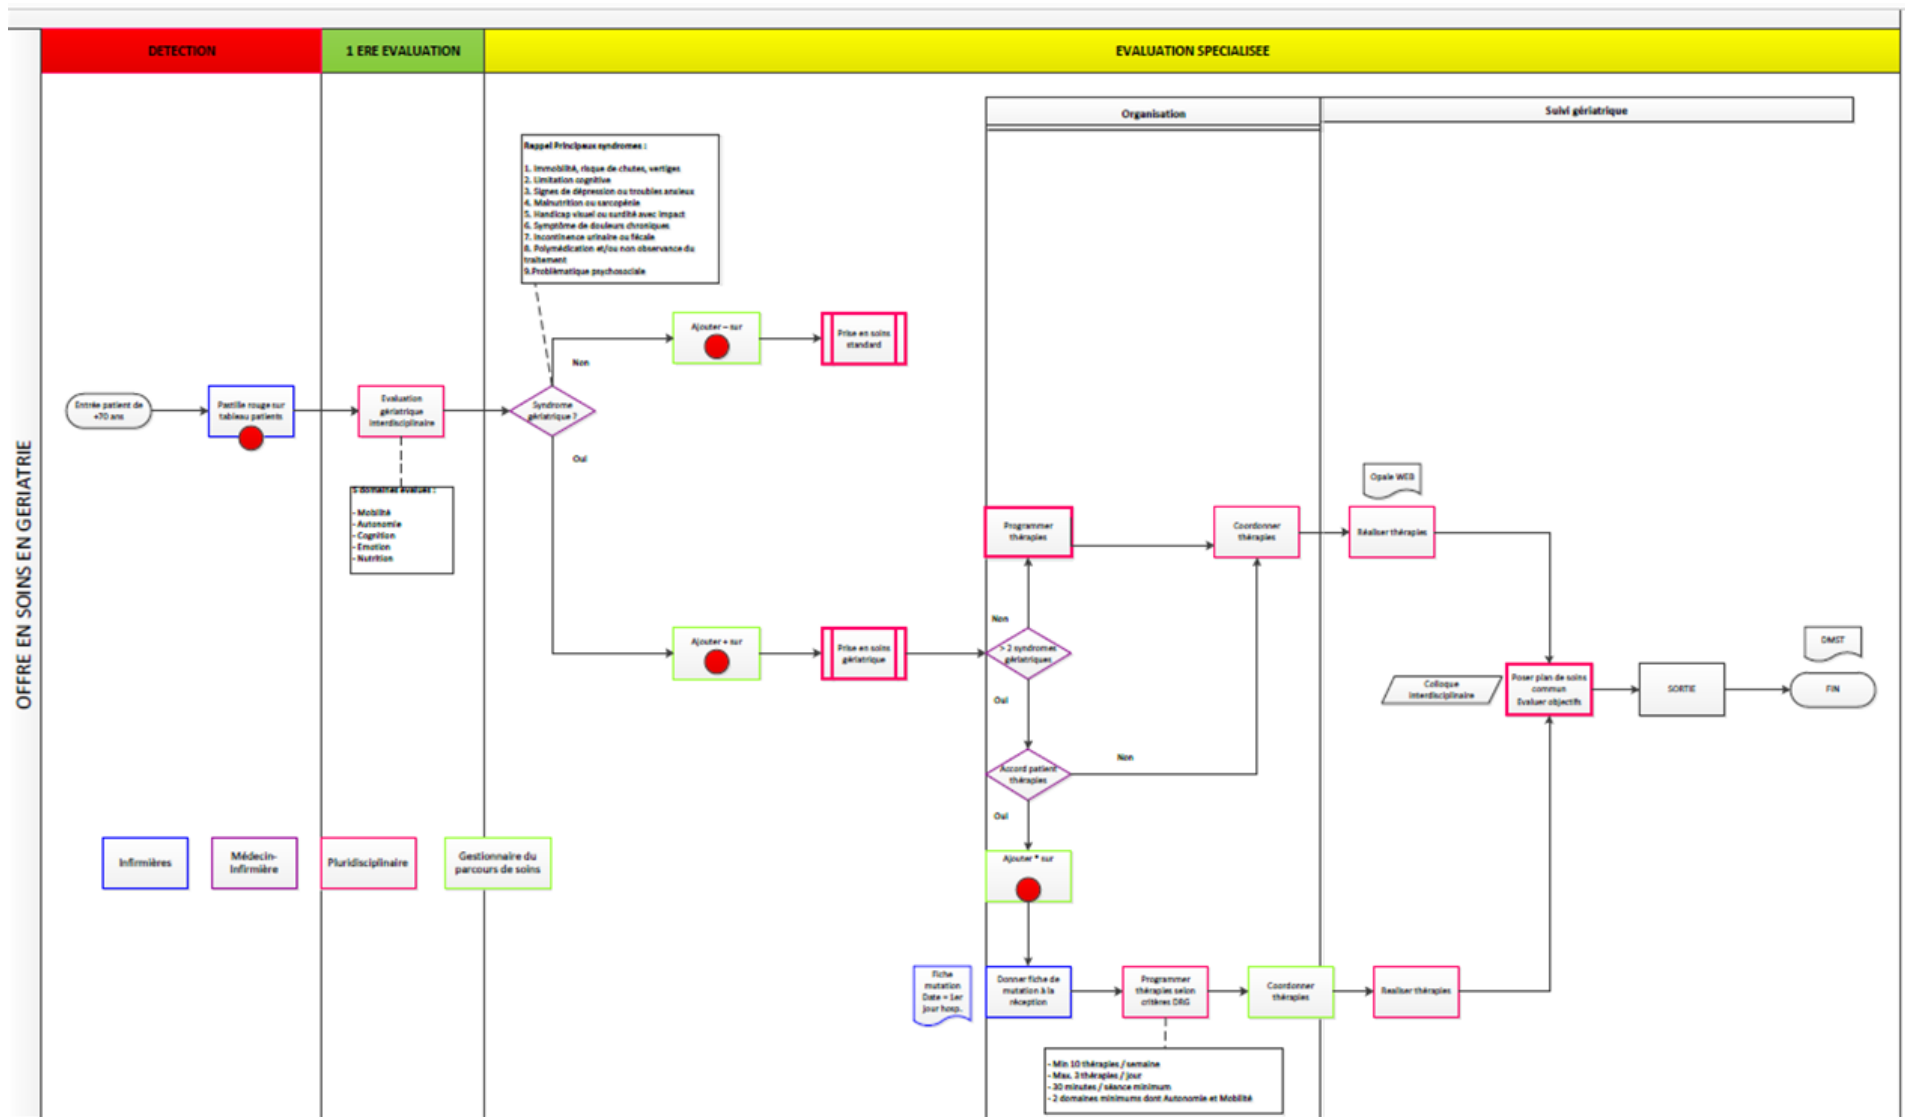 DETECTION
1 ERE EVALUATION
EVALUATION SPECIALISEE
Organisation
Suivi gériatrique
OFFRE EN SOINS EN GERIATRIE
Rappel Principaux syndromes :
1. Immobilité, risque de chutes, vertiges
2. Limitation cognitive
3. Signes de dépression ou troubles anxieux
4. Malnutrition ou sarcopénie
5. Handicap visuel ou surdité avec impact
6. Symptôme de douleurs chroniques
7. Incontinence urinaire ou fécale
8. Polymédication et/ou non observance du
traitement
9.Problématique psychosociale
Ajouter – sur
Prise en soins
standard
Non
Entrée patient de
+70 ans
Pastille rouge sur
tableau patients
Evaluation
gériatrique
interdisciplinaire
Syndrome
gériatrique ?
Oui
5 domaines évalués :
- Mobilité
- Autonomie
- Cognition
- Emotion
- Nutrition
Opale WEB
Programmer
thérapies
Coordonner
thérapies
Réaliser thérapies
Non
Ajouter + sur
Prise en soins
gériatrique
> 2 syndromes
gériatriques
DMST
Colloque
interdisciplinaire
Poser plan de soins
commun
Evaluer objectifs
SORTIE
FIN
Oui
Accord patient
thérapies
Non
Oui
Infirmières
Médecin-
Infirmière
Pluridisciplinaire
Gestionnaire du
parcours de soins
Ajouter * sur
Fiche
mutation
Date = 1er
jour hosp.
Donner fiche de
mutation à la
réception
Programmer
thérapies selon
critères DRG
Coordonner
thérapies
Realiser thérapies
- Min 10 thérapies / semaine
- Max. 3 thérapies / jour
- 30 minutes / séance minimum
- 2 domaines minimums dont Autonomie et Mobilité